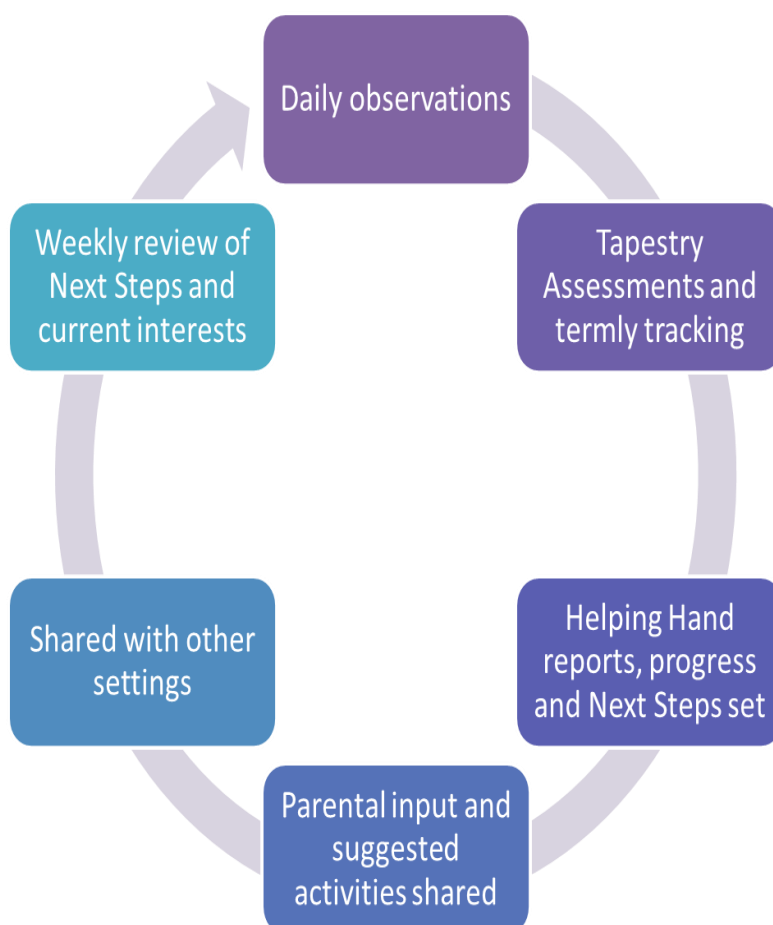 Daily observations
Tapestry
Assessments and
termly tracking
Helping Hand
reports, progress
and Next Steps set
Parental input and
suggested
activities shared
Shared with other
settings
Weekly review of
Next Steps and
current interests